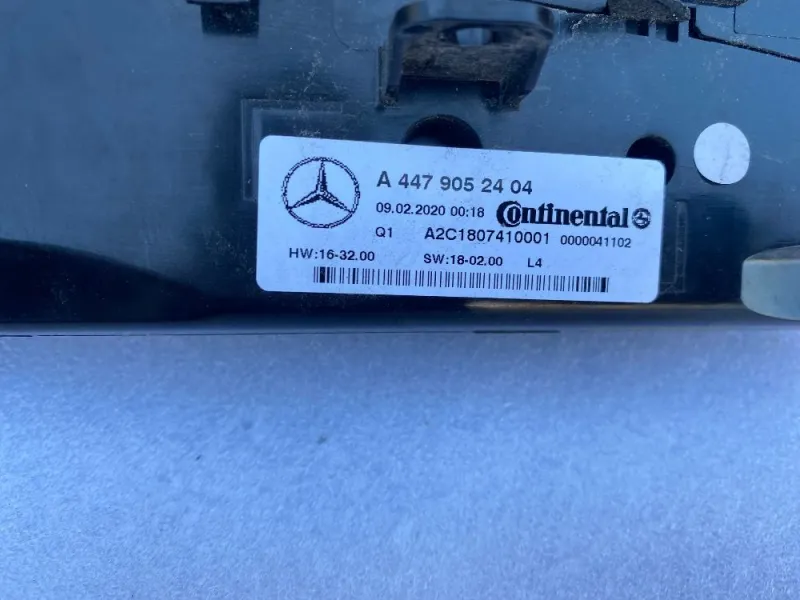 A 447 905 24 04
09.02.2020 00:18 Continental
Q1 A2C1807410001 0000041102
HW:16-32.00 SW:18-02.00 L4